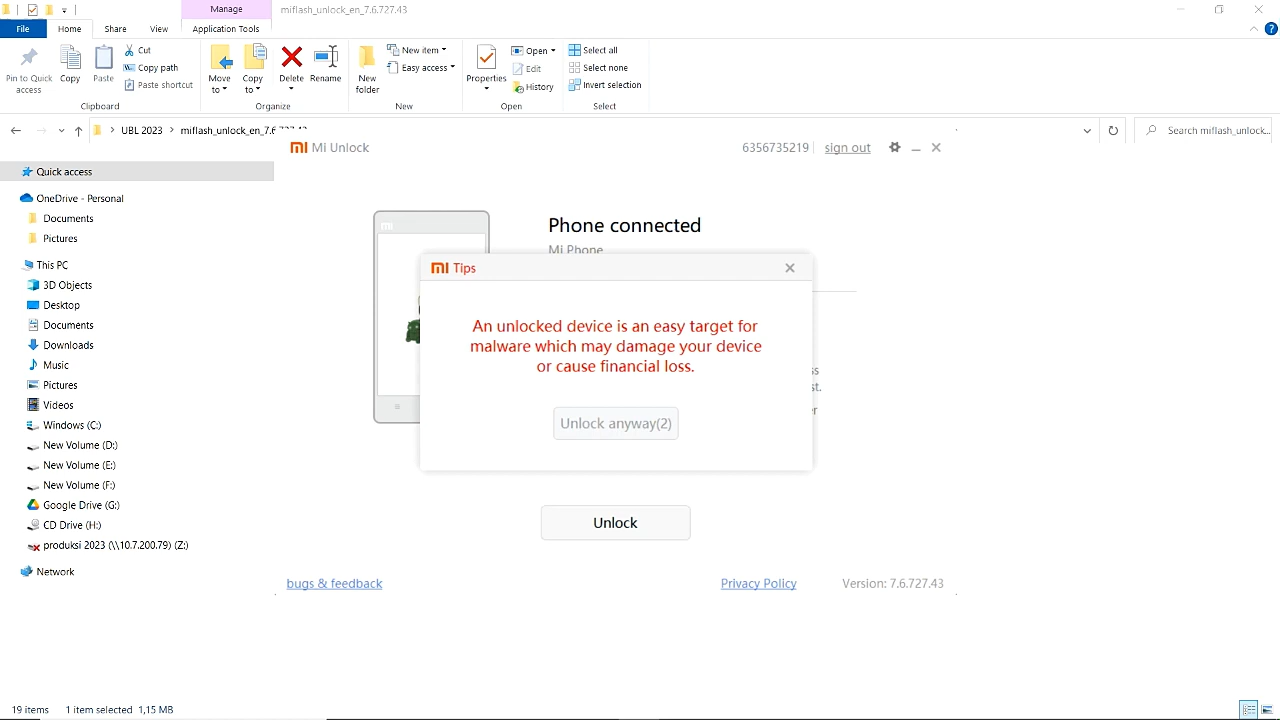 Manage
miflash_unlock_en_7.6.727.43
File
Home
Share
View
Application Tools
Pin to Quick access
Copy
Paste
Cut
Copy path
Paste shortcut
Move to
Copy to
Delete
Rename
New folder
New item
Easy access
Properties
Open
Edit
History
Select all
Select none
Invert selection
Clipboard
Organize
New
Open
Select
UBL 2023
miflash_unlock_en_7.6.727.43
Search miflash_unlock...
mi Mi Unlock
6356735219
sign out
Quick access
OneDrive - Personal
Documents
Pictures
This PC
3D Objects
Desktop
Documents
Downloads
Music
Pictures
Videos
Windows (C:)
New Volume (D:)
New Volume (E:)
New Volume (F:)
Google Drive (G:)
CD Drive (H:)
produksi 2023 (\\10.7.200.79) (Z:)
Network
mi
Phone connected
Mi Phone
mi Tips
An unlocked device is an easy target for
malware which may damage your device
or cause financial loss.
Unlock anyway(2)
Unlock
bugs & feedback
Privacy Policy
Version: 7.6.727.43
19 items
1 item selected 1,15 MB